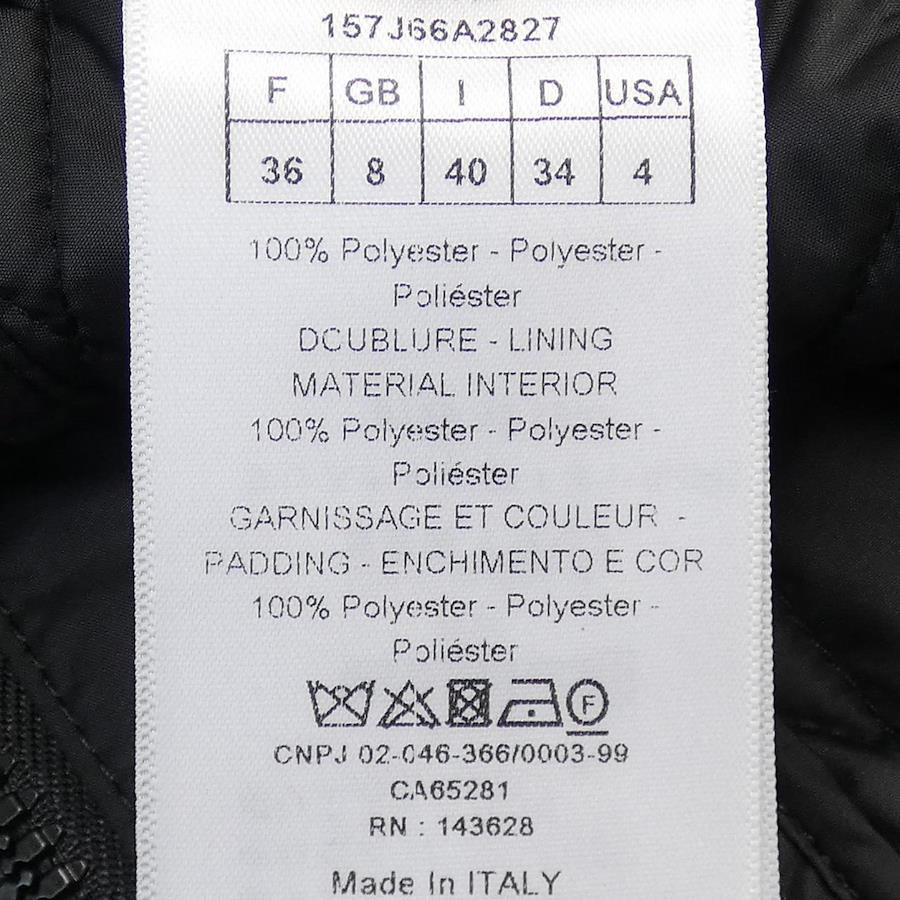 157J66A2827
F GB I D USA
36 8 40 34 4
100% Polyester - Polyester -
Poliéster
DOUBLURE - LINING
MATERIAL INTERIOR
100% Polyester - Polyester -
Poliéster
GARNISSAGE ET COULEUR -
PADDING - ENCHIMENTO E COR
100% Polyester - Polyester -
Poliéster
F
CNPJ 02-046-366/0003-99
CA65281
RN : 143628
Made In ITALY